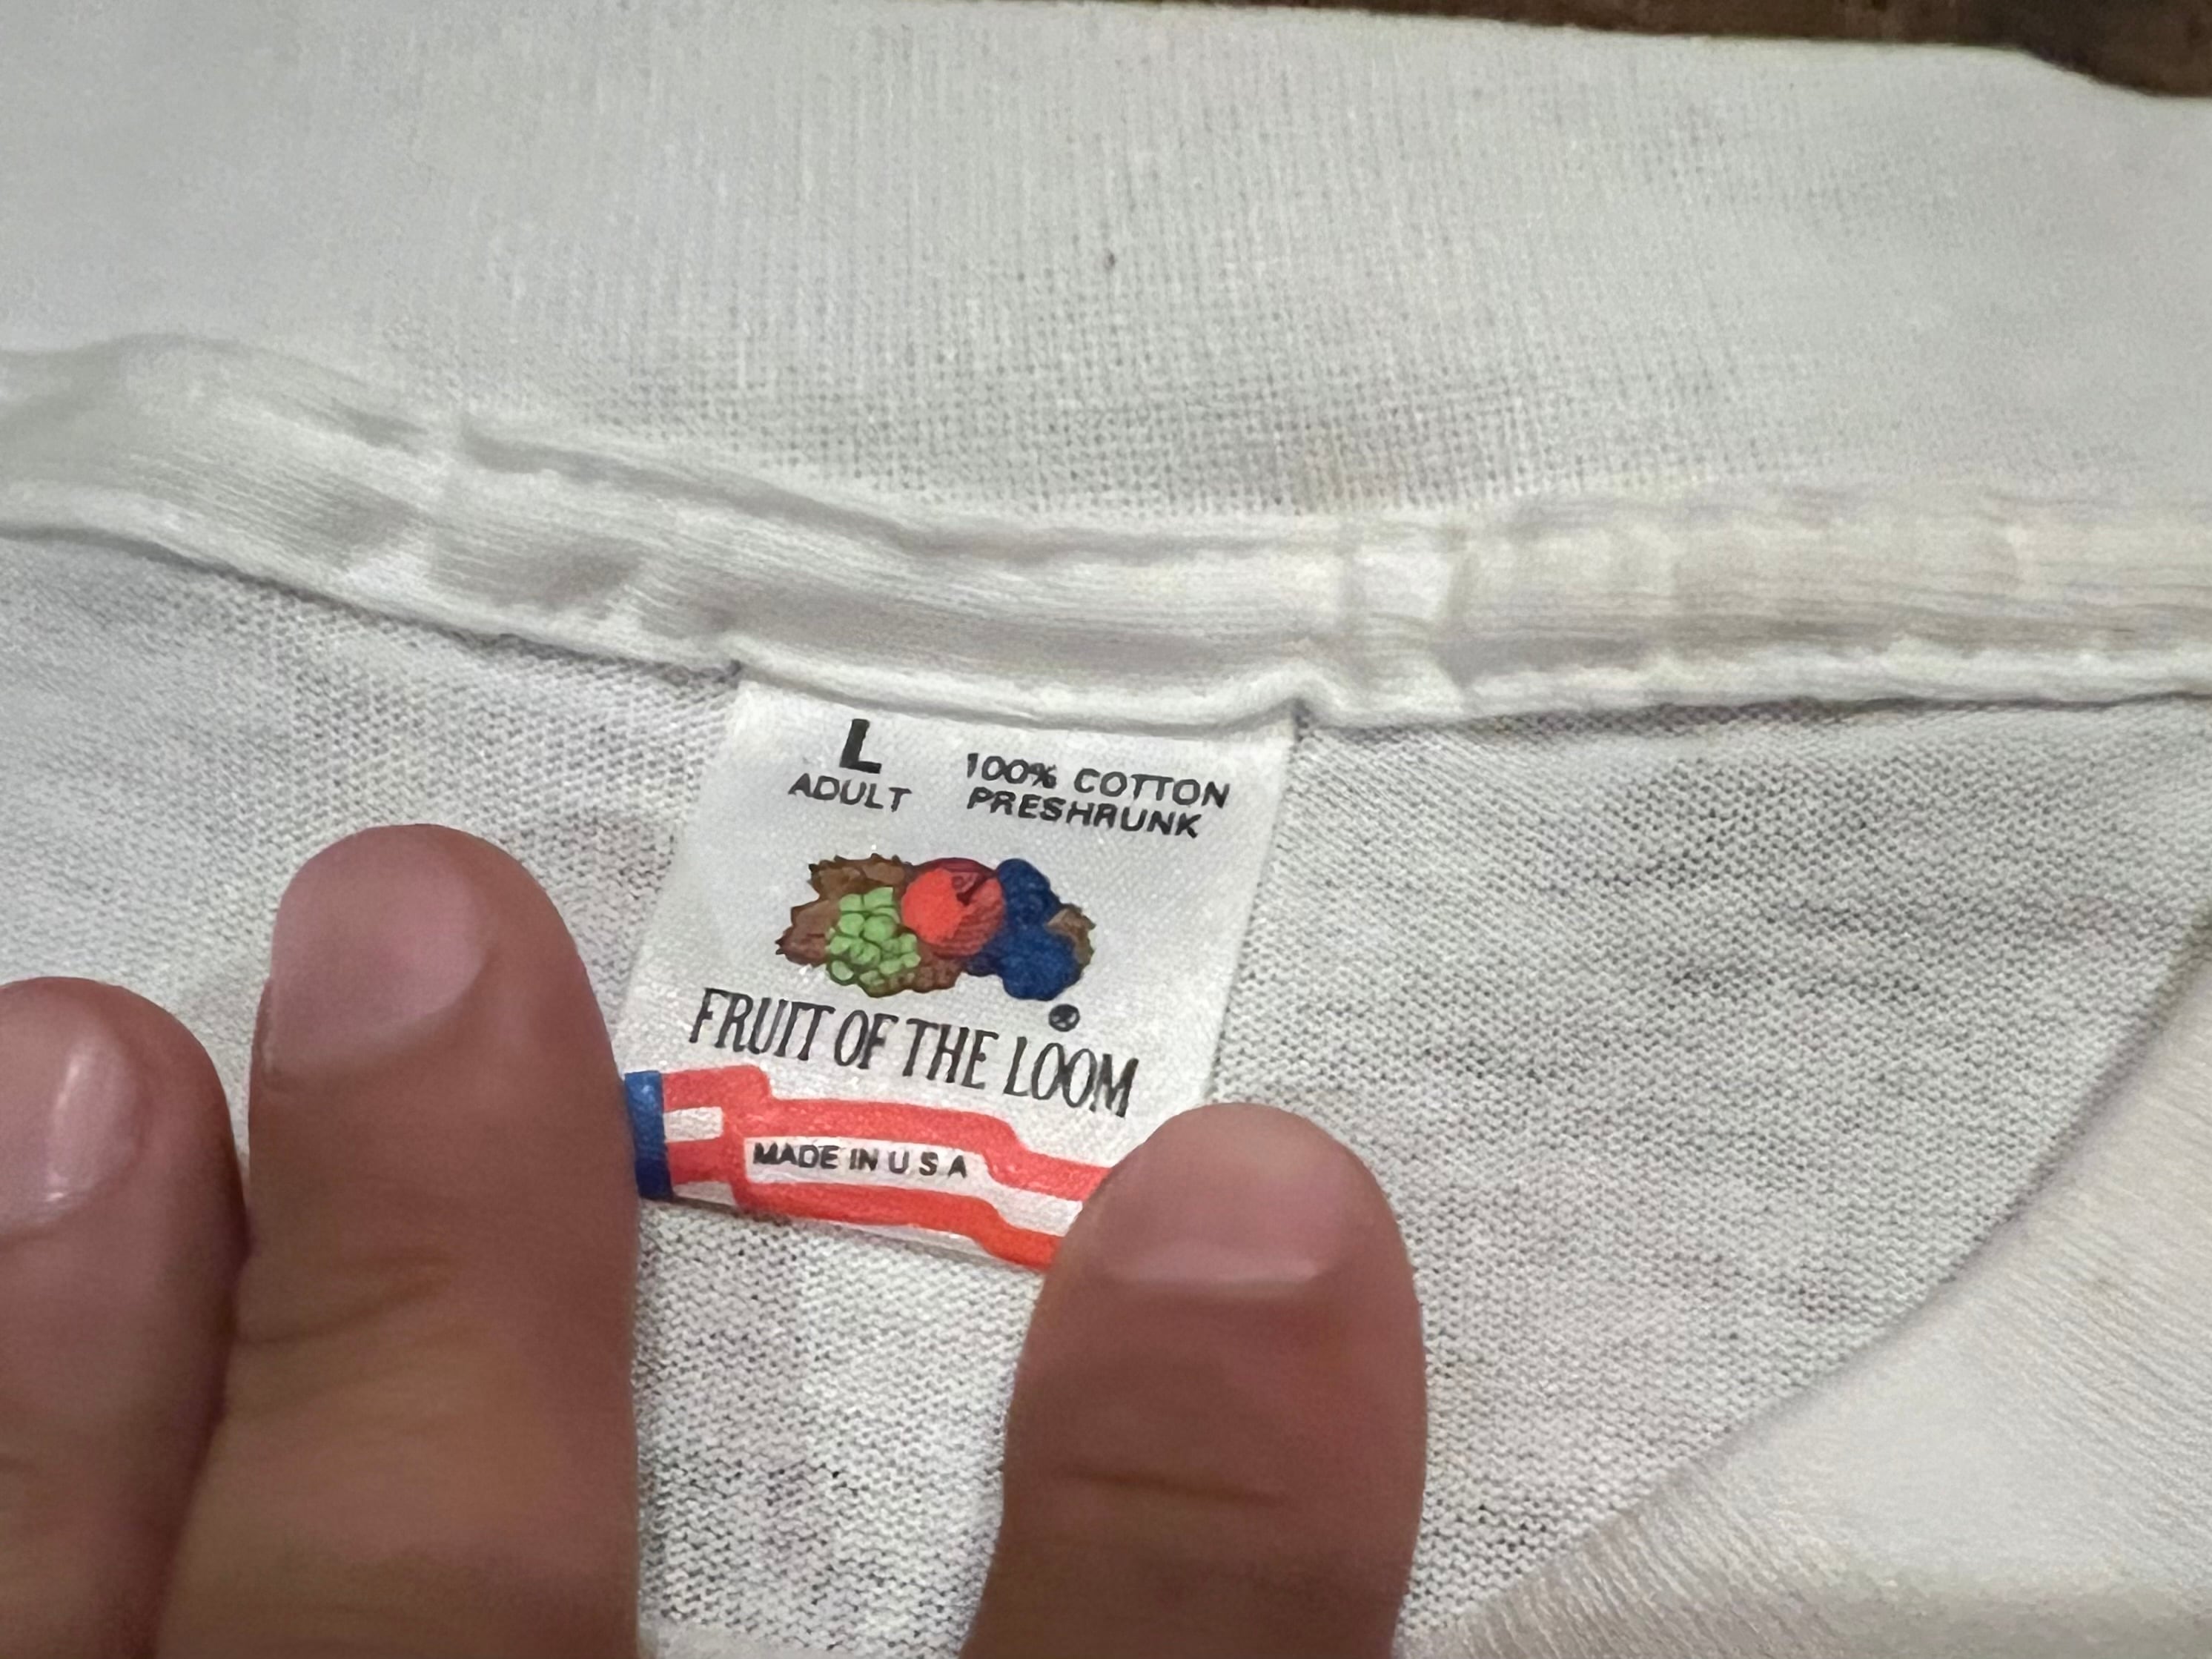 L
ADULT
100% COTTON
PRESHRUNK
®
FRUIT OF THE LOOM
MADE IN U S A